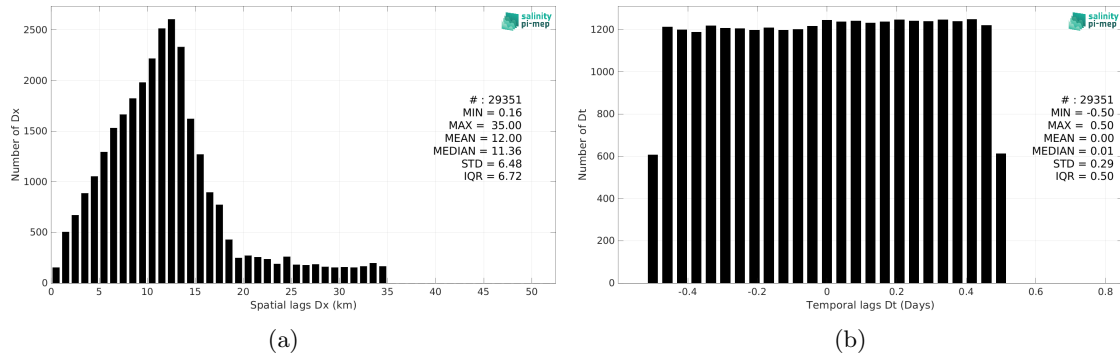 salinity
pi-mep
2500
2000
1500
1000
500
0
Number of Dx
# : 29351
MIN = 0.16
MAX = 35.00
MEAN = 12.00
MEDIAN = 11.36
STD = 6.48
IQR = 6.72
0 5 10 15 20 25 30 35 40 45 50
Spatial lags Dx (km)
(a)
salinity
pi-mep
1200
1000
800
600
400
200
0
Number of Dt
# : 29351
MIN = -0.50
MAX = 0.50
MEAN = 0.00
MEDIAN = 0.01
STD = 0.29
IQR = 0.50
-0.4 -0.2 0 0.2 0.4 0.6 0.8
Temporal lags Dt (Days)
(b)